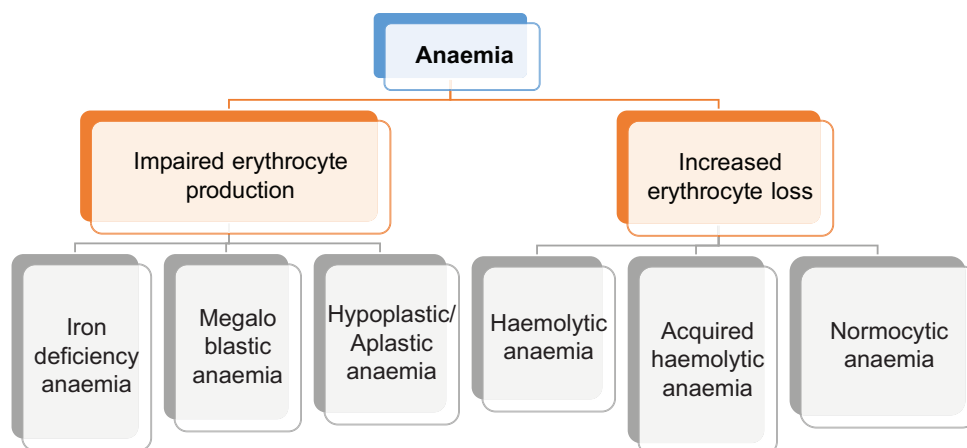 Anaemia
Impaired erythrocyte
production
Increased
erythrocyte loss
Iron
deficiency
anaemia
Megalo
blastic
anaemia
Hypoplastic/
Aplastic
anaemia
Haemolytic
anaemia
Acquired
haemolytic
anaemia
Normocytic
anaemia